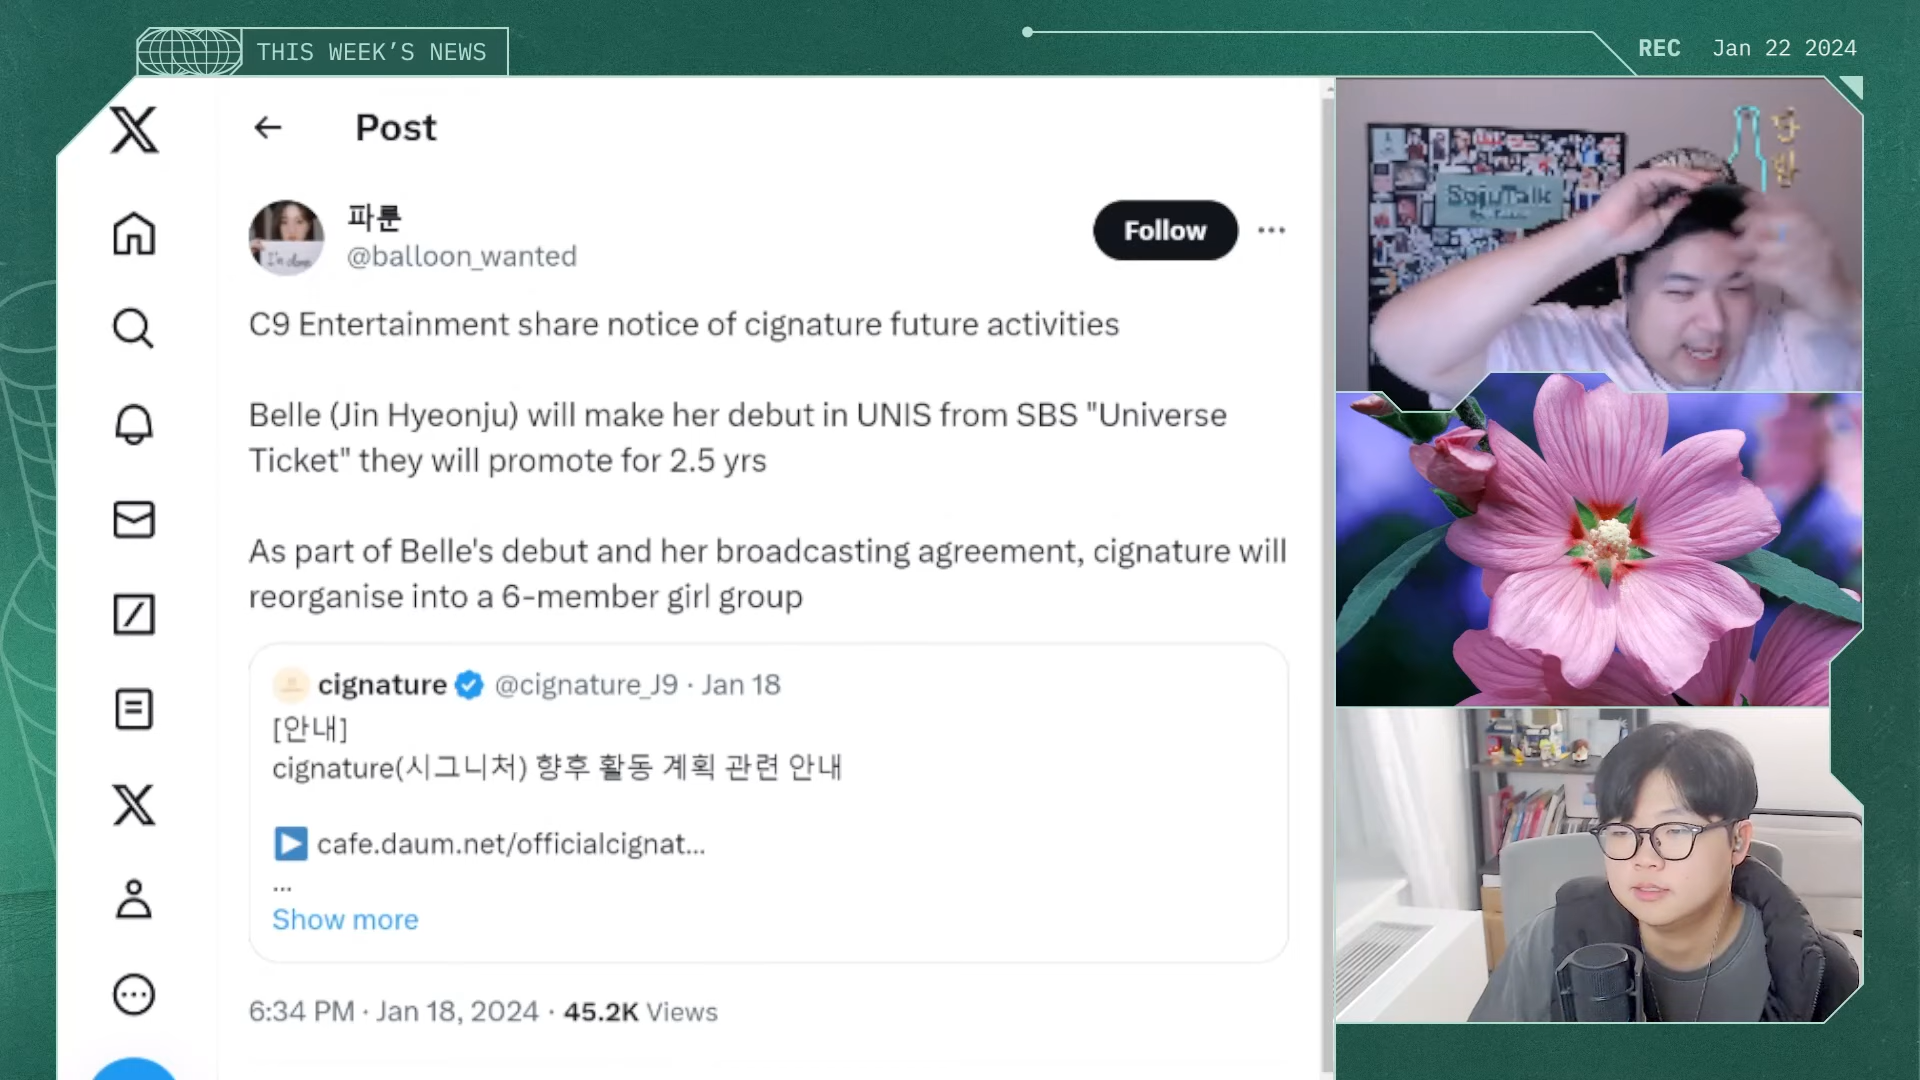 THIS WEEK’S NEWS
REC Jan 22 2024
Post
파룬
@balloon_wanted
Follow
I'm done
C9 Entertainment share notice of cignature future activities
Belle (Jin Hyeonju) will make her debut in UNIS from SBS "Universe
Ticket" they will promote for 2.5 yrs
As part of Belle's debut and her broadcasting agreement, cignature will
reorganise into a 6-member girl group
cignature @cignature_J9 · Jan 18
[안내]
cignature(시그니처) 향후 활동 계획 관련 안내
cafe.daum.net/officialcignat...
...
Show more
6:34 PM · Jan 18, 2024 · 45.2K Views
SojuTalk